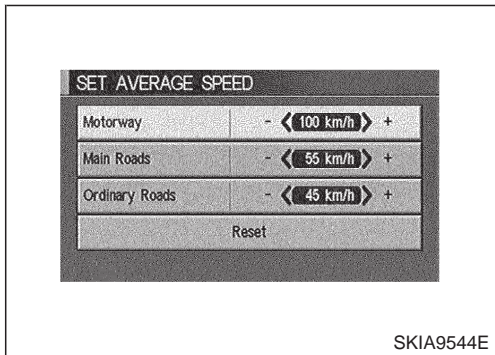 SET AVERAGE SPEED
Motorway - 100 km/h +
Main Roads - 55 km/h +
Ordinary Roads - 45 km/h +
Reset
SKIA9544E